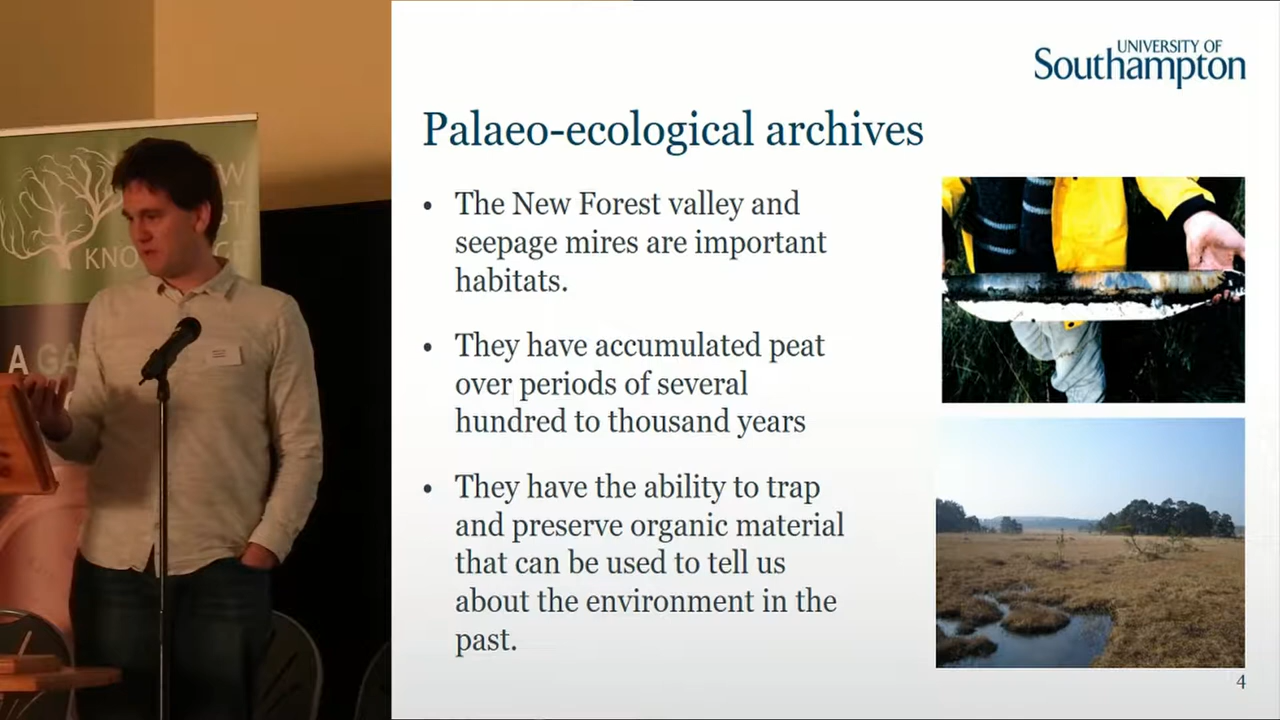 UNIVERSITY OF
Southampton
Palaeo-ecological archives
• The New Forest valley and
seepage mires are important
habitats.
• They have accumulated peat
over periods of several
hundred to thousand years
• They have the ability to trap
and preserve organic material
that can be used to tell us
about the environment in the
past.
4
A GA